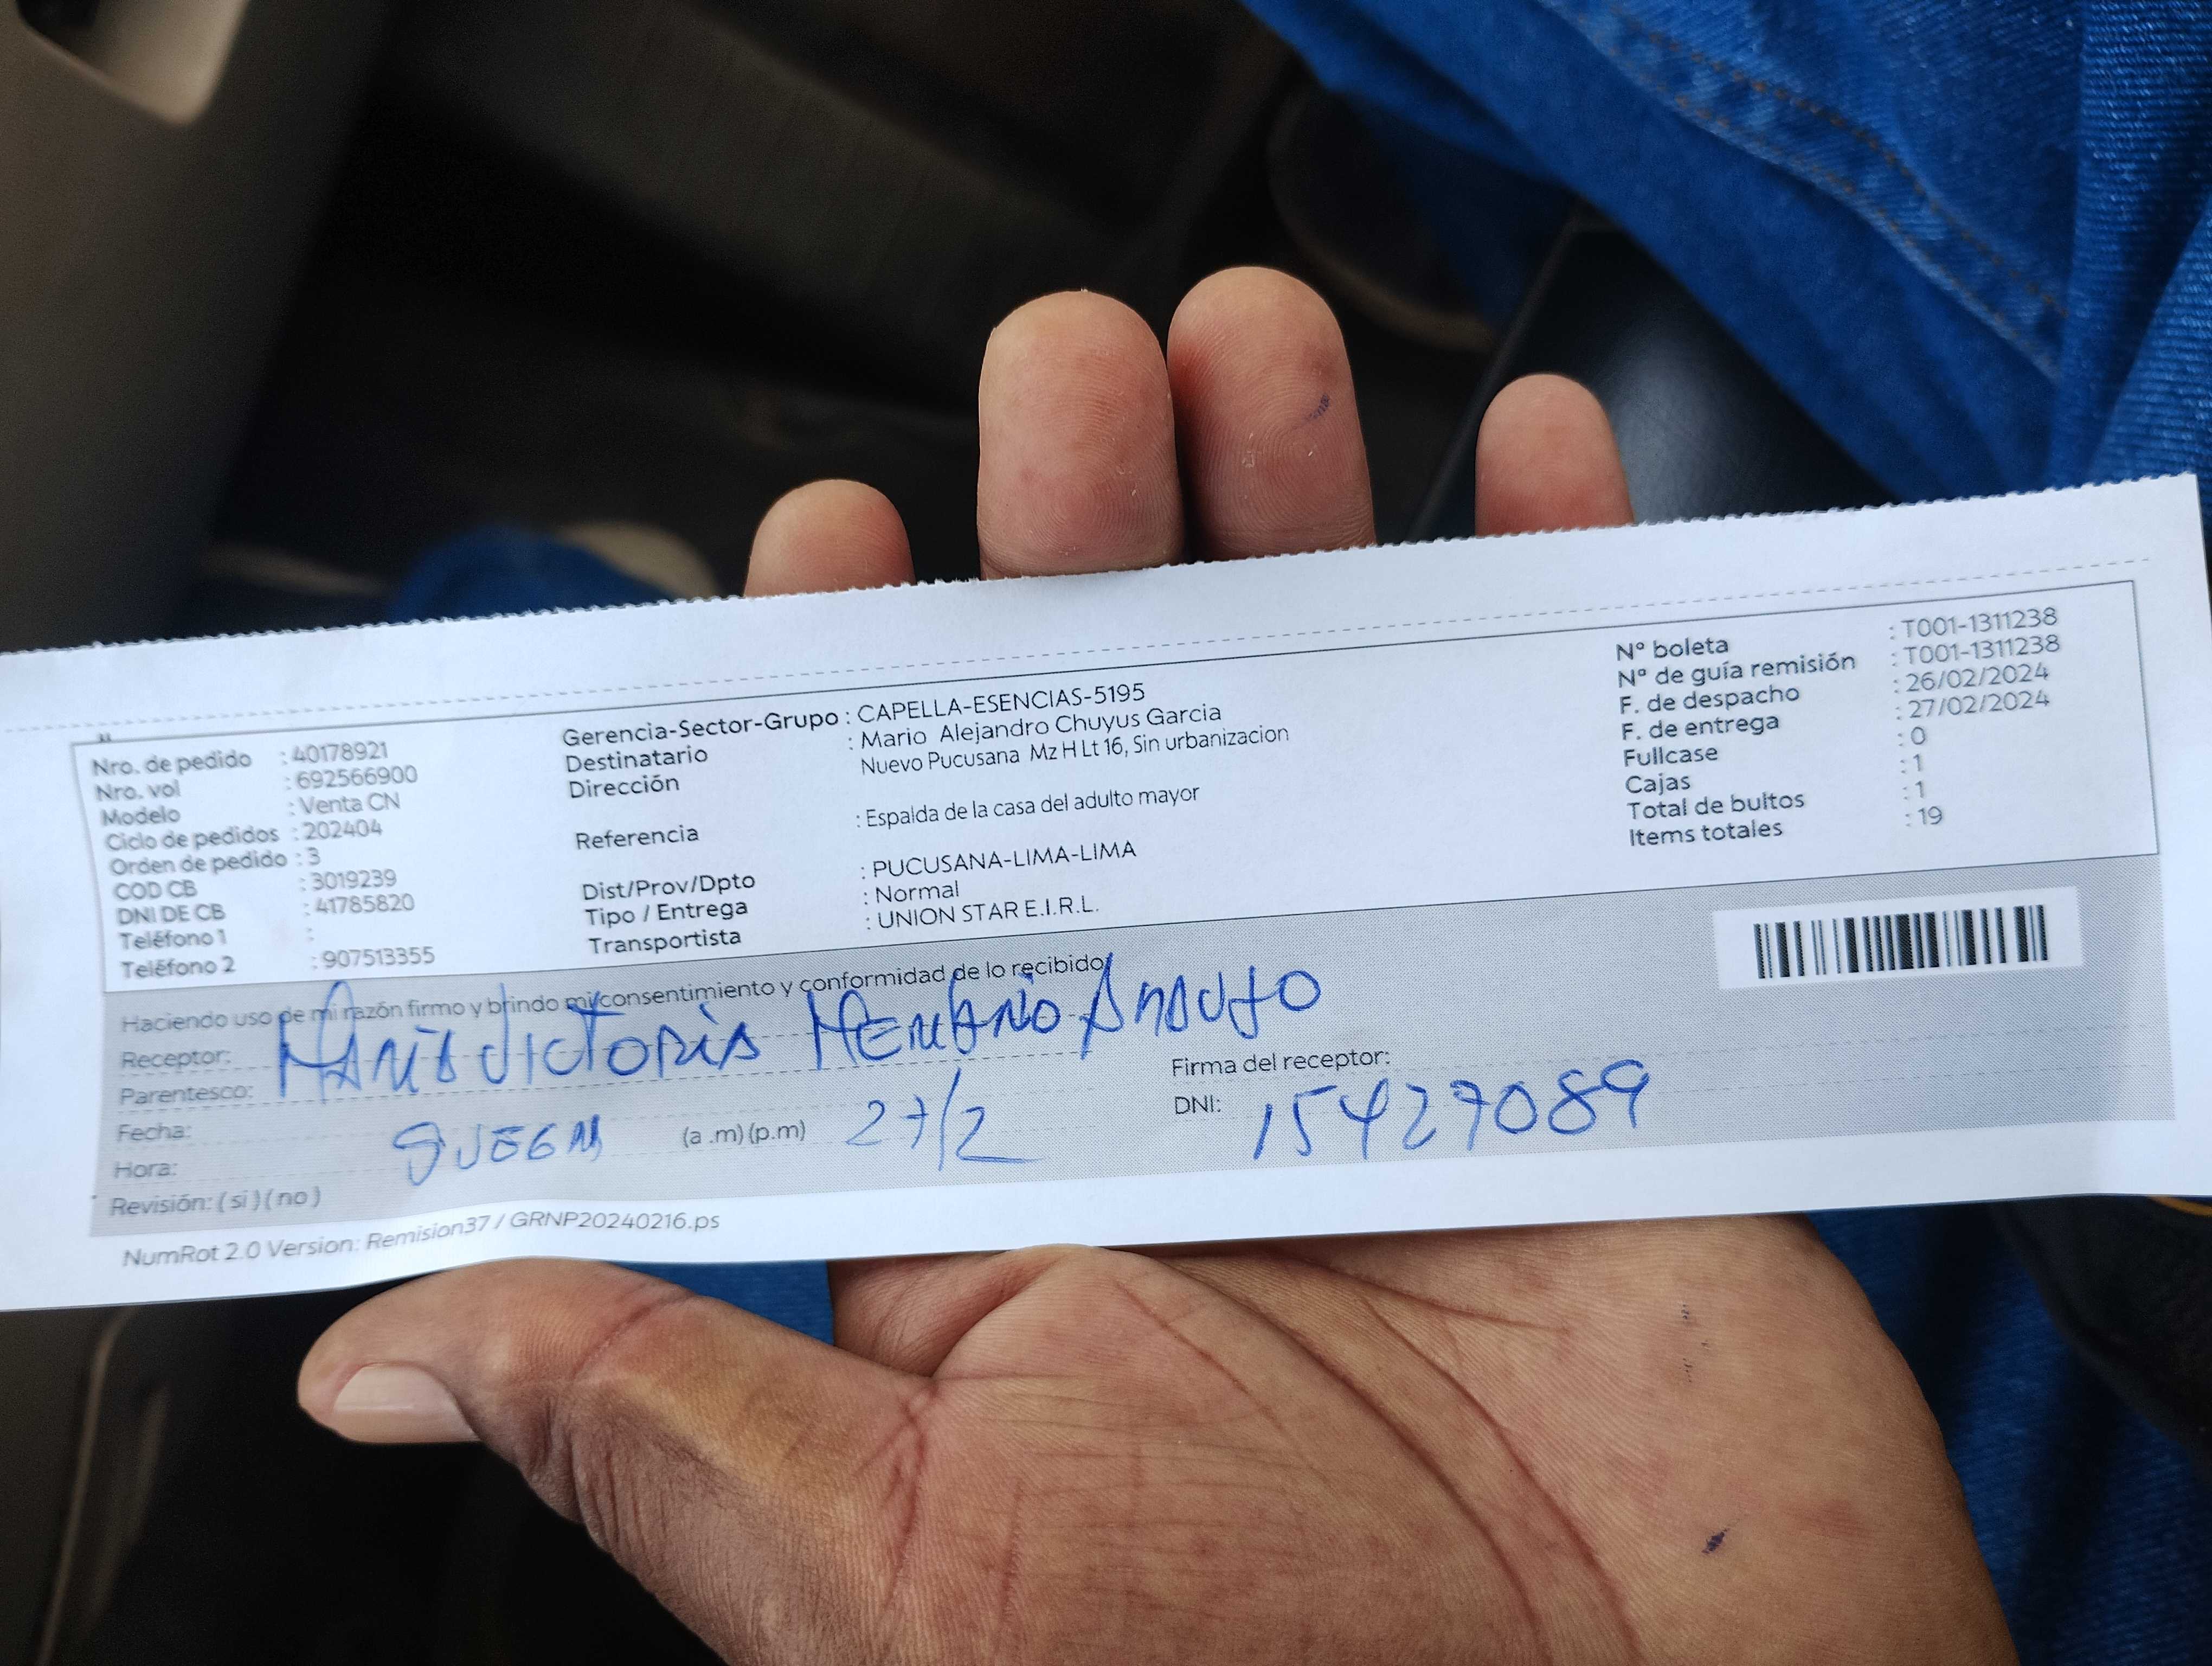 Nro. de pedido : 40178921
Nro. vol : 692566900
Modelo : Venta CN
Ciclo de pedidos : 202404
Orden de pedido : 3
COD CB : 3019239
DNI DE CB : 41785820
Teléfono 1 :
Teléfono 2 : 907513355
Gerencia-Sector-Grupo : CAPELLA-ESENCIAS-5195
Destinatario : Mario Alejandro Chuyus Garcia
Dirección Nuevo Pucusana Mz H Lt 16, Sin urbanizacion
Referencia : Espalda de la casa del adulto mayor
Dist/Prov/Dpto : PUCUSANA-LIMA-LIMA
Tipo / Entrega : Normal
Transportista : UNION STAR E.I.R.L.
N° boleta : T001-1311238
N° de guía remisión : T001-1311238
F. de despacho : 26/02/2024
F. de entrega : 27/02/2024
Fullcase : 0
Cajas : 1
Total de bultos : 1
Items totales : 19
Haciendo uso de mi razón firmo y brindo mi consentimiento y conformidad de lo recibido
Receptor: Victoria
Parentesco:
Firma del receptor:
Fecha:
DNI: 15427089
Hora: (a .m) (p.m) 27/2
Revisión: ( si ) ( no )
NumRot 2.0 Version: Remision37 / GRNP20240216.ps